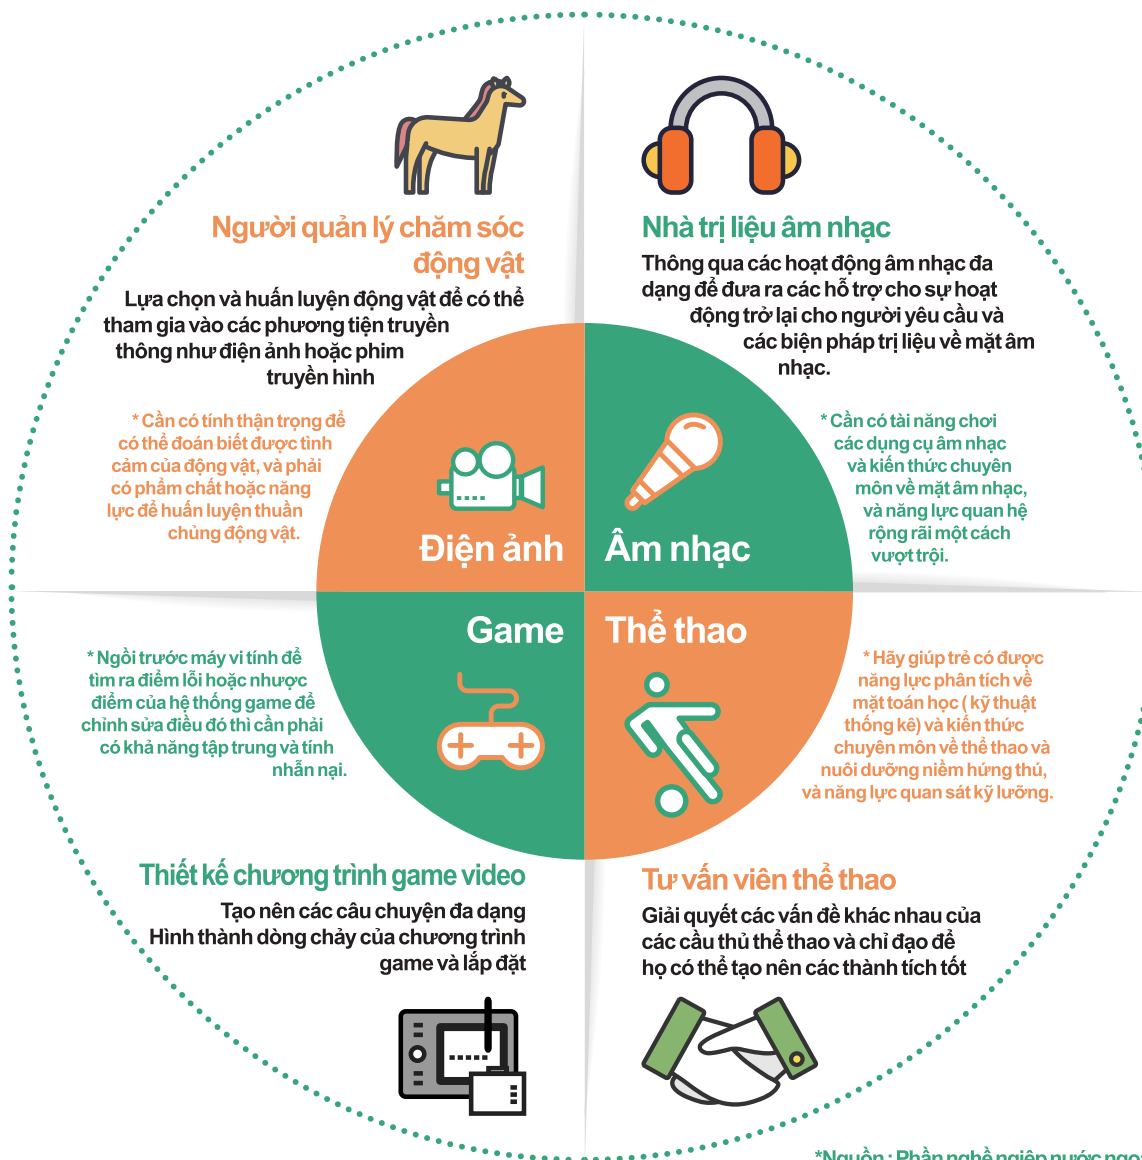 Người quản lý chăm sóc
động vật
Lựa chọn và huấn luyện động vật để có thể
tham gia vào các phương tiện truyền
thông như điện ảnh hoặc phim
truyền hình
* Cần có tính thận trọng để
có thể đoán biết được tình
cảm của động vật, và phải
có phẩm chất hoặc năng
lực để huấn luyện thuần
chủng động vật.
Điện ảnh
Nhà trị liệu âm nhạc
Thông qua các hoạt động âm nhạc đa
dạng để đưa ra các hỗ trợ cho sự hoạt
động trở lại cho người yêu cầu và
các biện pháp trị liệu về mặt âm
nhạc.
* Cần có tài năng chơi
các dụng cụ âm nhạc
và kiến thức chuyên
môn về mặt âm nhạc,
và năng lực quan hệ
rộng rãi một cách
vượt trội.
Âm nhạc
Game
* Ngồi trước máy vi tính để
tìm ra điểm lỗi hoặc nhược
điểm của hệ thống game để
chỉnh sửa điều đó thì cần phải
có khả năng tập trung và tính
nhẫn nại.
Thiết kế chương trình game video
Tạo nên các câu chuyện đa dạng
Hình thành dòng chảy của chương trình
game và lắp đặt
Thể thao
* Hãy giúp trẻ có được
năng lực phân tích về
mặt toán học ( kỹ thuật
thống kê) và kiến thức
chuyên môn về thể thao và
nuôi dưỡng niềm hứng thú,
và năng lực quan sát kỹ lưỡng.
Tư vấn viên thể thao
Giải quyết các vấn đề khác nhau của
các cầu thủ thể thao và chỉ đạo để
họ có thể tạo nên các thành tích tốt
*Nguồn : Phần nghề ngiệp nước